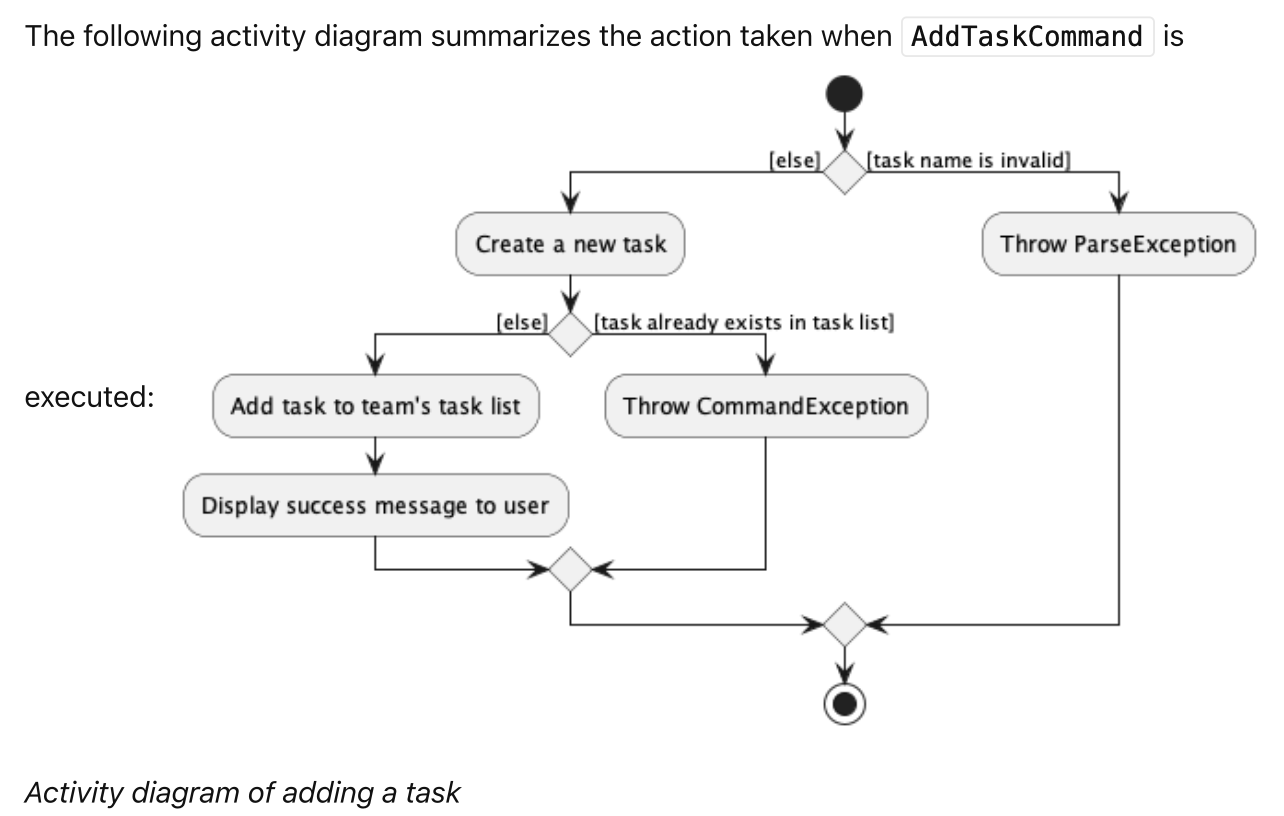 The following activity diagram summarizes the action taken when AddTaskCommand is
[else] [task name is invalid]
Create a new task Throw ParseException
[else] [task already exists in task list]
executed: Add task to team's task list Throw CommandException
Display success message to user
Activity diagram of adding a task